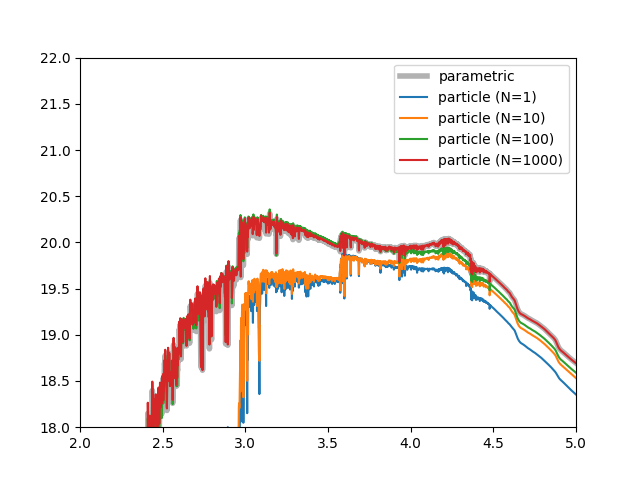 22.0
21.5
21.0
20.5
20.0
19.5
19.0
18.5
18.0
2.0 2.5 3.0 3.5 4.0 4.5 5.0
parametric
particle (N=1)
particle (N=10)
particle (N=100)
particle (N=1000)